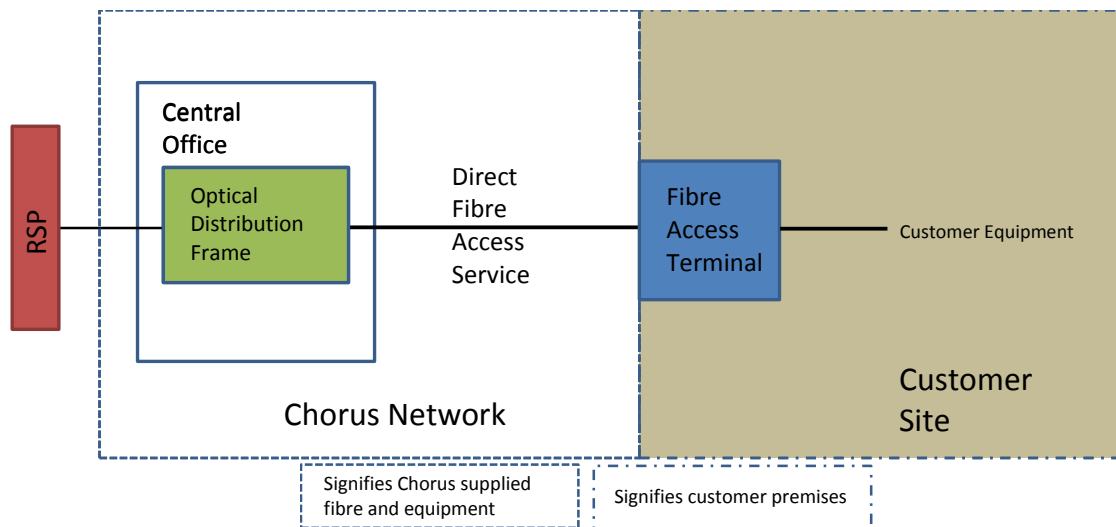 RSP
Central
Office
Optical
Distribution
Frame
Direct
Fibre
Access
Service
Fibre
Access
Terminal
Customer Equipment
Chorus Network
Customer
Site
Signifies Chorus supplied
fibre and equipment
Signifies customer premises